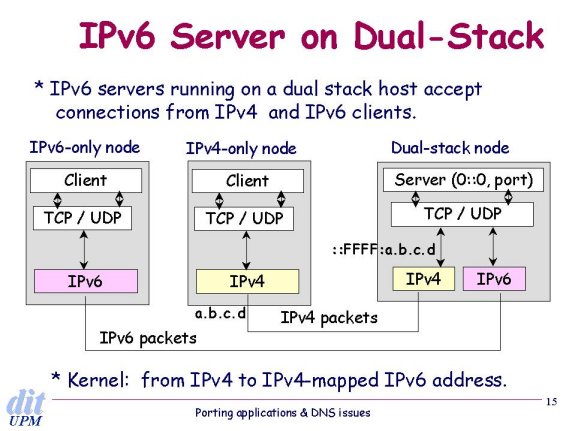 IPv6 Server on Dual-Stack
* IPv6 servers running on a dual stack host accept
connections from IPv4 and IPv6 clients.
IPv6-only node
IPv4-only node
Dual-stack node
Client
Client
Server (0::0, port)
TCP / UDP
TCP / UDP
TCP / UDP
::FFFF:a.b.c.d
IPv6
IPv4
IPv4
IPv6
a.b.c.d
IPv4 packets
IPv6 packets
* Kernel: from IPv4 to IPv4-mapped IPv6 address.
dit
UPM
Porting applications & DNS issues
15